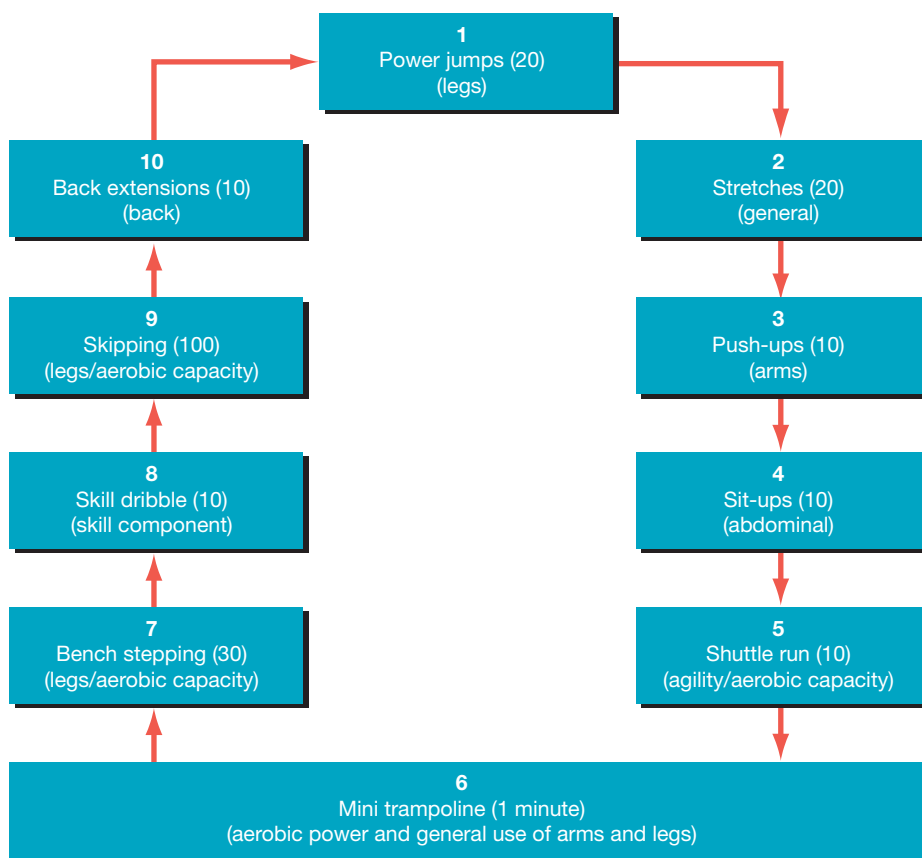 1
Power jumps (20)
(legs)
2
Stretches (20)
(general)
3
Push-ups (10)
(arms)
4
Sit-ups (10)
(abdominal)
5
Shuttle run (10)
(agility/aerobic capacity)
6
Mini trampoline (1 minute)
(aerobic power and general use of arms and legs)
7
Bench stepping (30)
(legs/aerobic capacity)
8
Skill dribble (10)
(skill component)
9
Skipping (100)
(legs/aerobic capacity)
10
Back extensions (10)
(back)